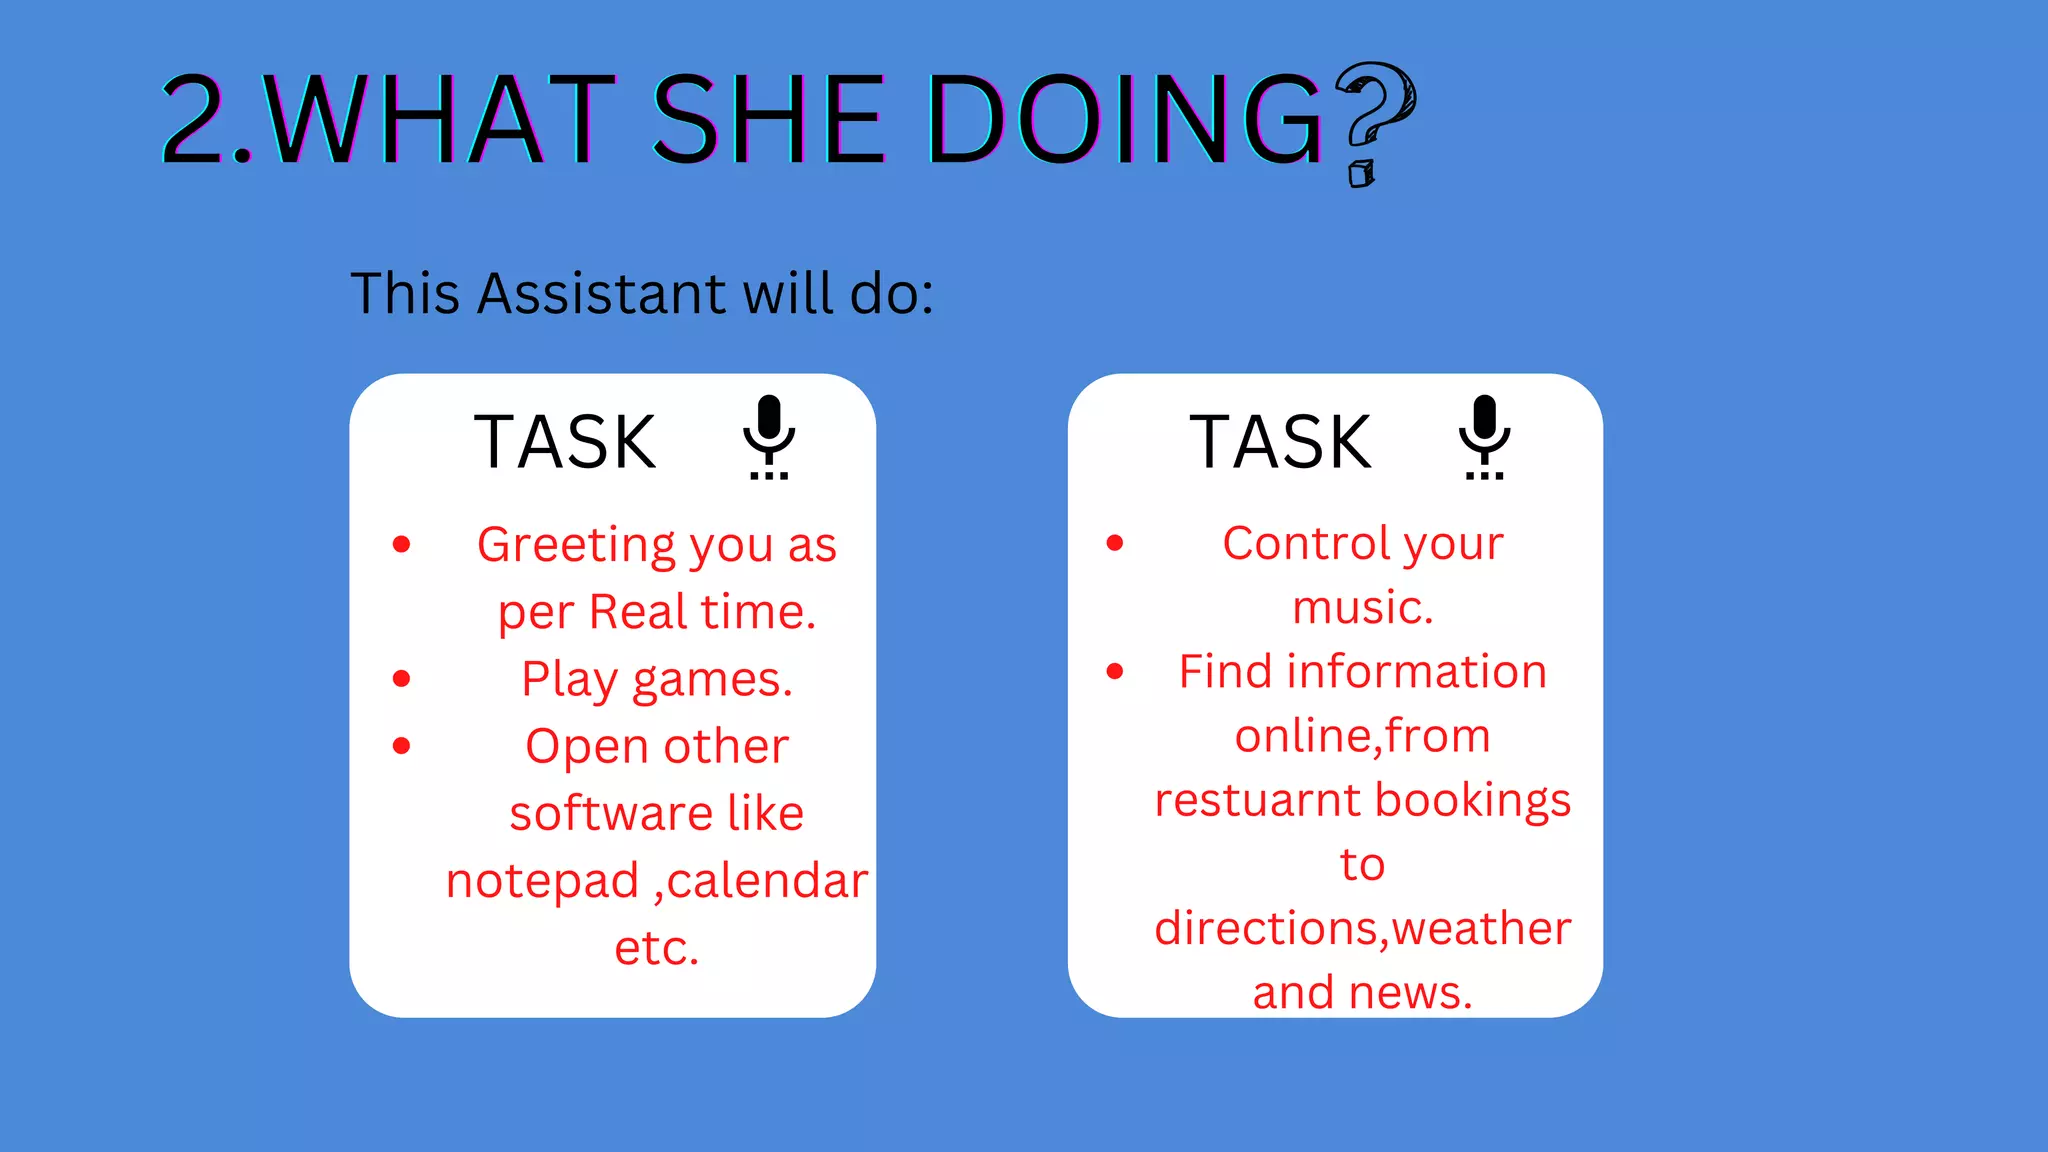 2.WHAT SHE DOING?
This Assistant will do:
TASK
• Greeting you as
per Real time.
• Play games.
• Open other
software like
notepad ,calendar
etc.
TASK
• Control your
music.
• Find information
online,from
restuarnt bookings
to
directions,weather
and news.